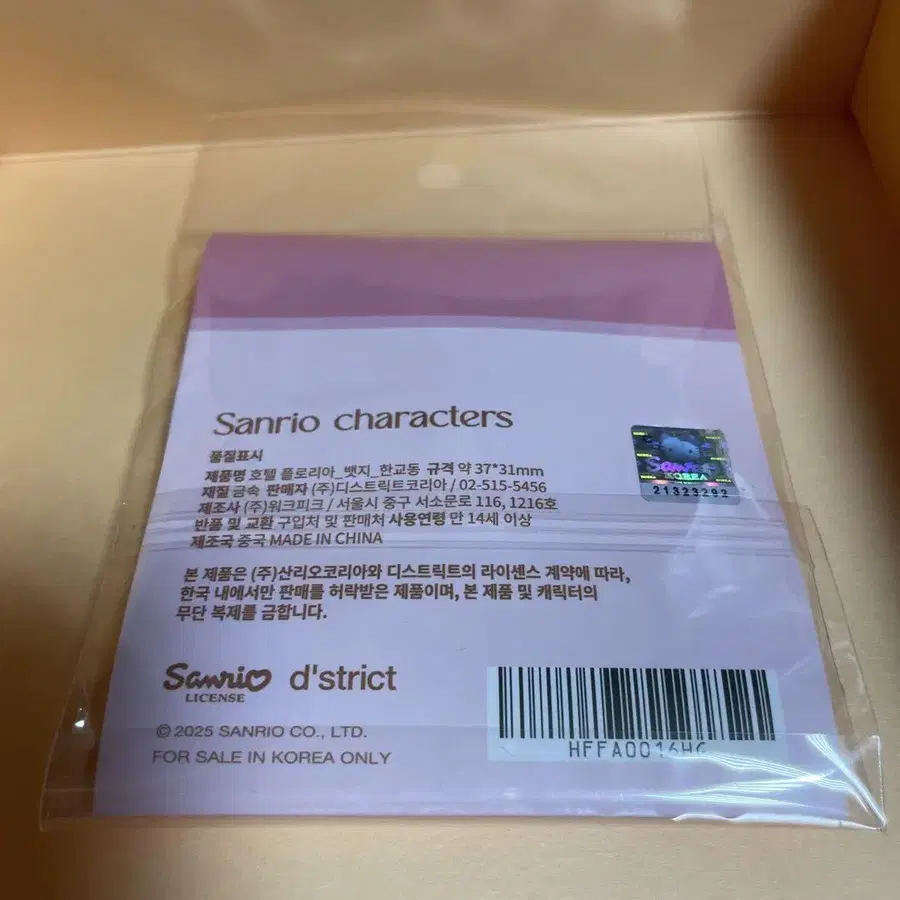 Sanrio characters
품질표시
제품명 호텔 플로리아_뱃지_한교동 규격 약 37*31mm
재질 금속 판매자 (주)디스트릭트코리아 / 02-515-5456
제조사 (주)워크피크 / 서울시 중구 서소문로 116, 1216호
반품 및 교환 구입처 및 판매처 사용연령 만 14세 이상
제조국 중국 MADE IN CHINA
본 제품은 (주)산리오코리아와 디스트릭트의 라이센스 계약에 따라,
한국 내에서만 판매를 허락받은 제품이며, 본 제품 및 캐릭터의
무단 복제를 금합니다.
Sanrio
KOREA
21323292
Sanrio d'strict
LICENSE
© 2025 SANRIO CO., LTD.
FOR SALE IN KOREA ONLY
HFFA0016HG